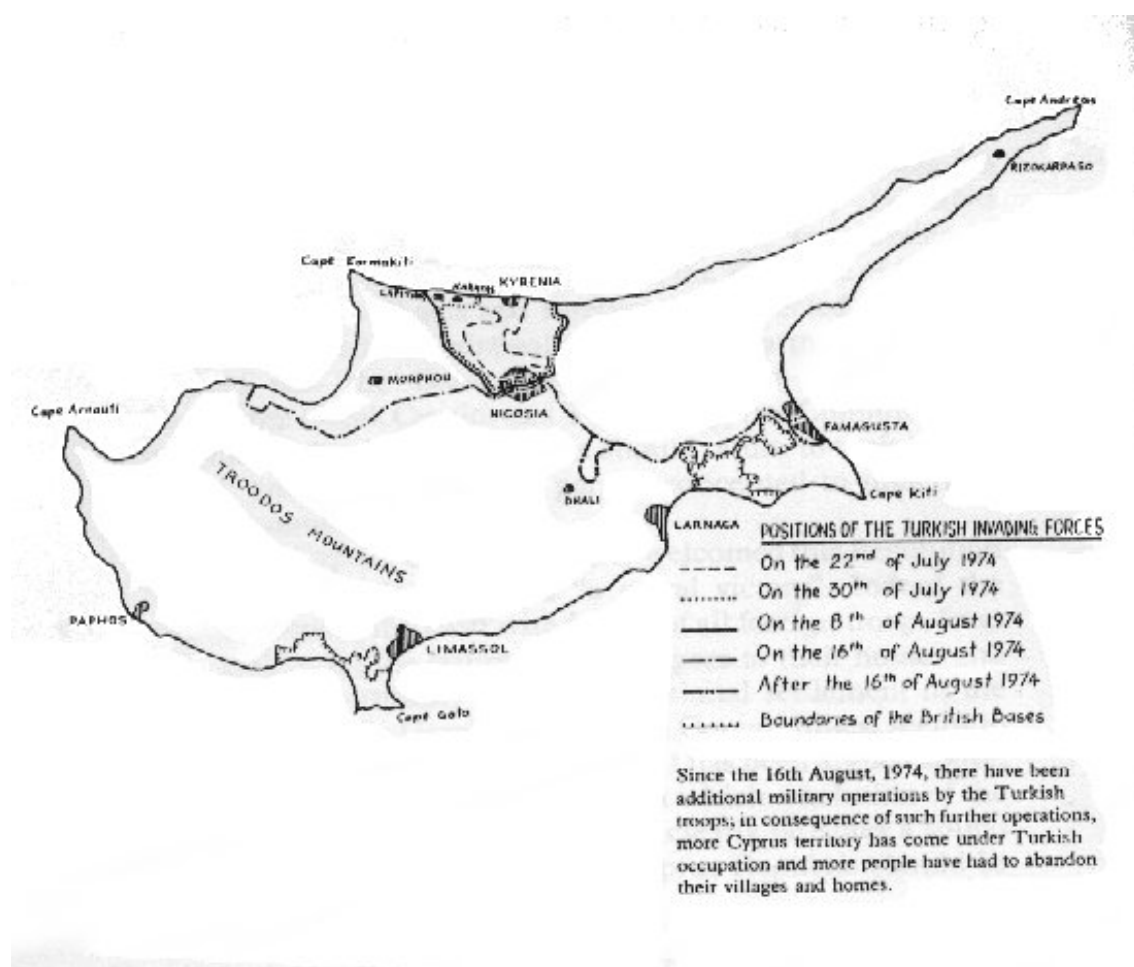 Cape Andreas
RIZOKARPASO
Cape Kormakiti
KYRENIA
LAPITHOS
Karavas
MORPHOU
NICOSIA
Cape Arnauti
FAMAGUSTA
DHALI
Cape Kiti
TROODOS MOUNTAINS
LARNACA
PAPHOS
LIMASSOL
Cape Gata
POSITIONS OF THE TURKISH INVADING FORCES
On the 22nd of July 1974
On the 30th of July 1974
On the 8th of August 1974
On the 16th of August 1974
After the 16th of August 1974
Boundaries of the British Bases
Since the 16th August, 1974, there have been
additional military operations by the Turkish
troops; in consequence of such further operations,
more Cyprus territory has come under Turkish
occupation and more people have had to abandon
their villages and homes.